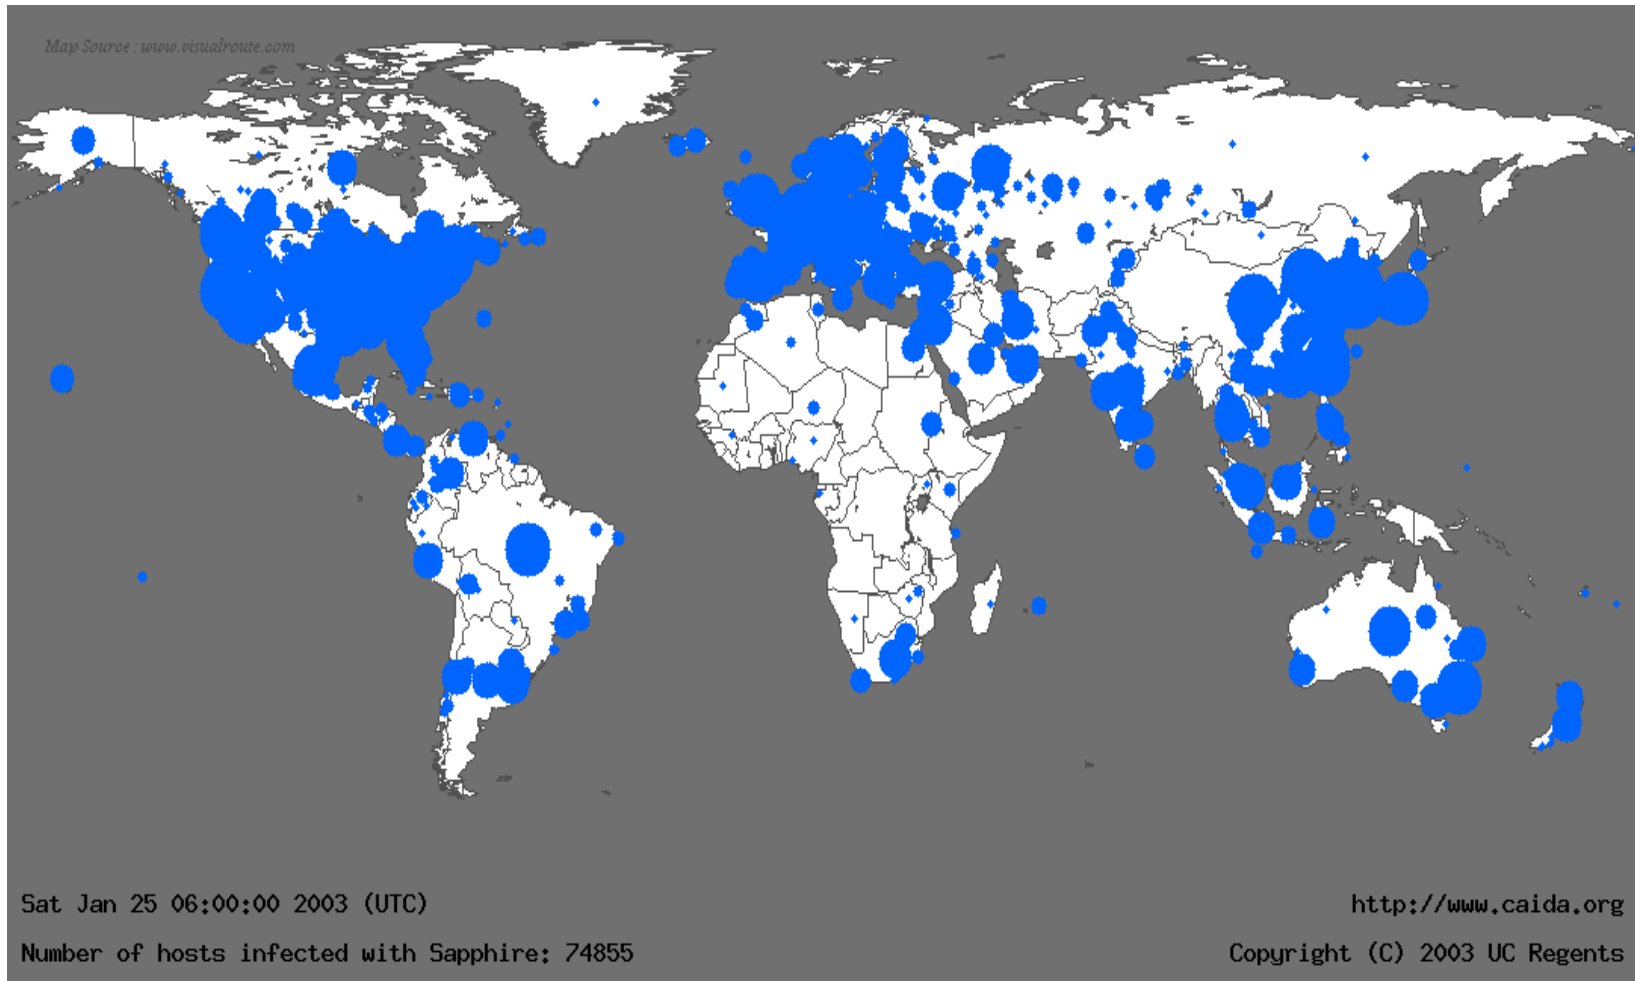 Map Source : www.visualroute.com
Sat Jan 25 06:00:00 2003 (UTC)
http://www.caida.org
Number of hosts infected with Sapphire: 74855
Copyright (C) 2003 UC Regents